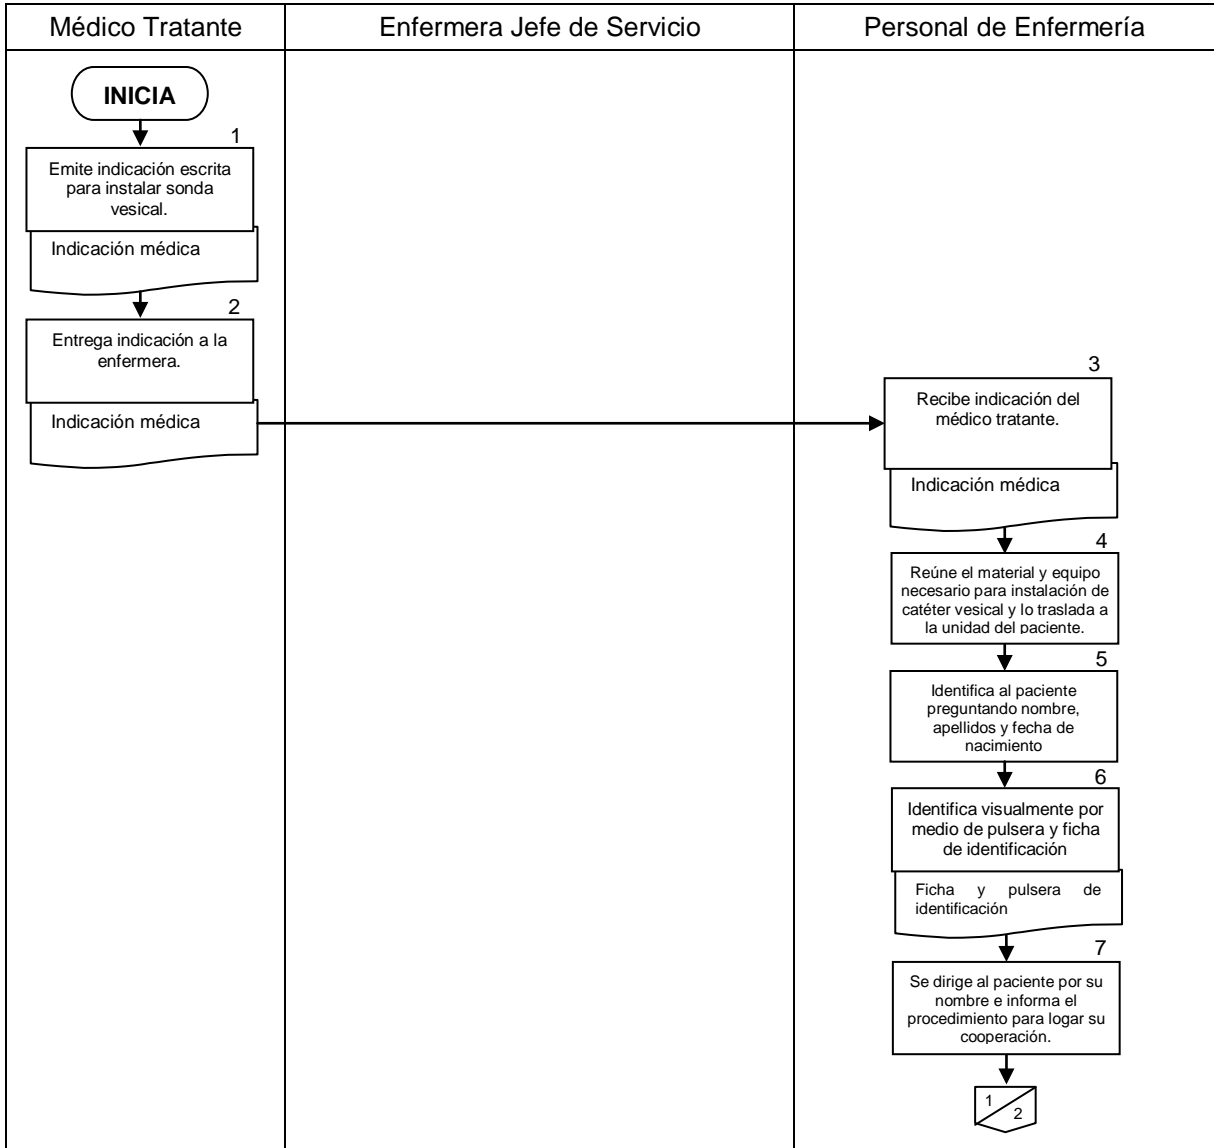 Médico Tratante
Enfermera Jefe de Servicio
Personal de Enfermería
INICIA
1
Emite indicación escrita
para instalar sonda
vesical.
Indicación médica
2
Entrega indicación a la
enfermera.
Indicación médica
3
Recibe indicación del
médico tratante.
Indicación médica
4
Reúne el material y equipo
necesario para instalación de
catéter vesical y lo traslada a
la unidad del paciente.
5
Identifica al paciente
preguntando nombre,
apellidos y fecha de
nacimiento
6
Identifica visualmente por
medio de pulsera y ficha
de identificación
Ficha y pulsera de
identificación
7
Se dirige al paciente por su
nombre e informa el
procedimiento para logar su
cooperación.
1
2